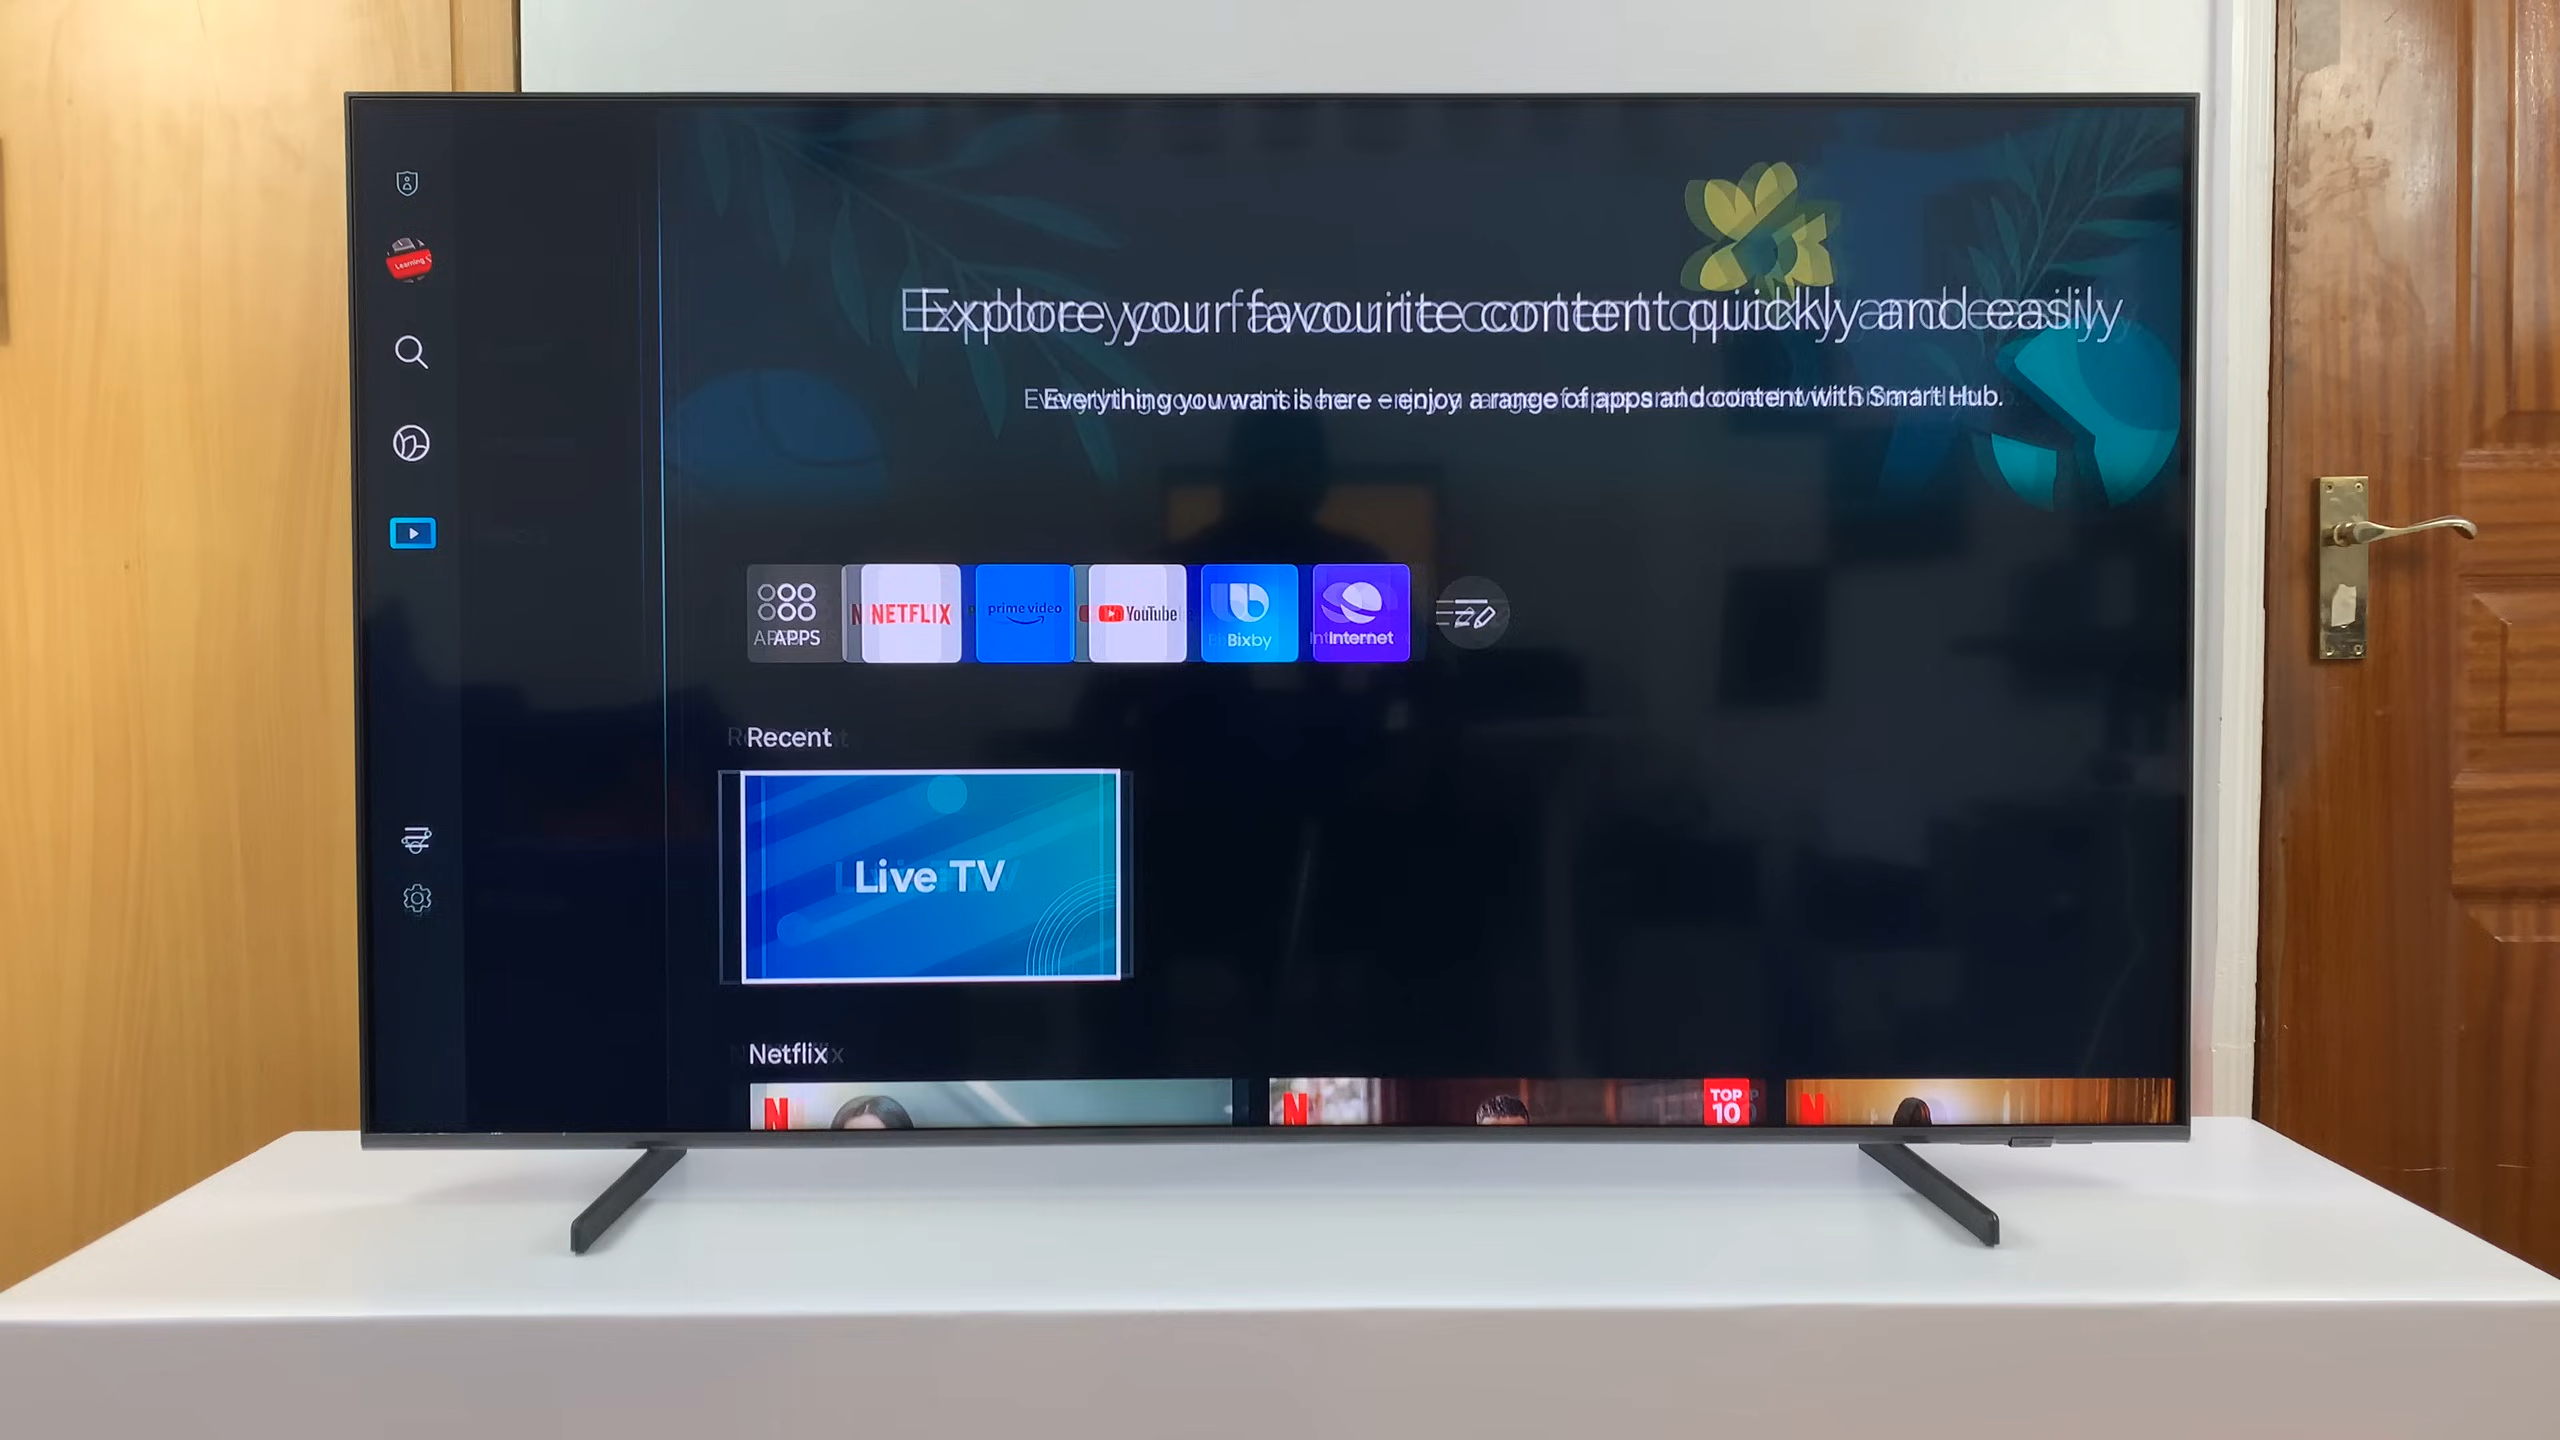 Learning
Explore your favourite content quickly and easily
Everything you want is here – enjoy a range of apps and content with Smart Hub.
APPS
NETFLIX
prime video
YouTube
Bixby
Internet
Recent
Live TV
Netflix
N
N
TOP
10
N